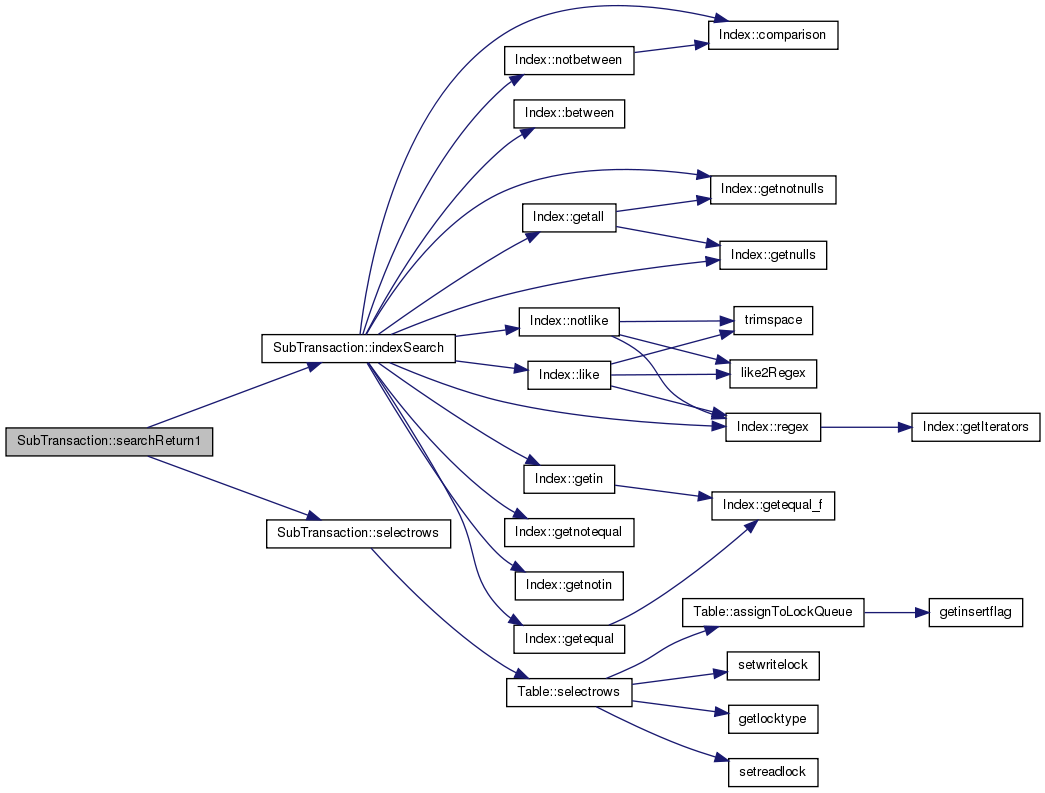 Index::comparison
Index::notbetween
Index::between
Index::getnotnulls
Index::getall
Index::getnulls
Index::notlike
trimspace
SubTransaction::indexSearch
Index::like
like2Regex
Index::regex
Index::getIterators
SubTransaction::searchReturn1
Index::getin
Index::getequal_f
SubTransaction::selectrows
Index::getnotequal
Index::getnotin
Table::assignToLockQueue
getinsertflag
Index::getequal
setwritelock
Table::selectrows
getlocktype
setreadlock